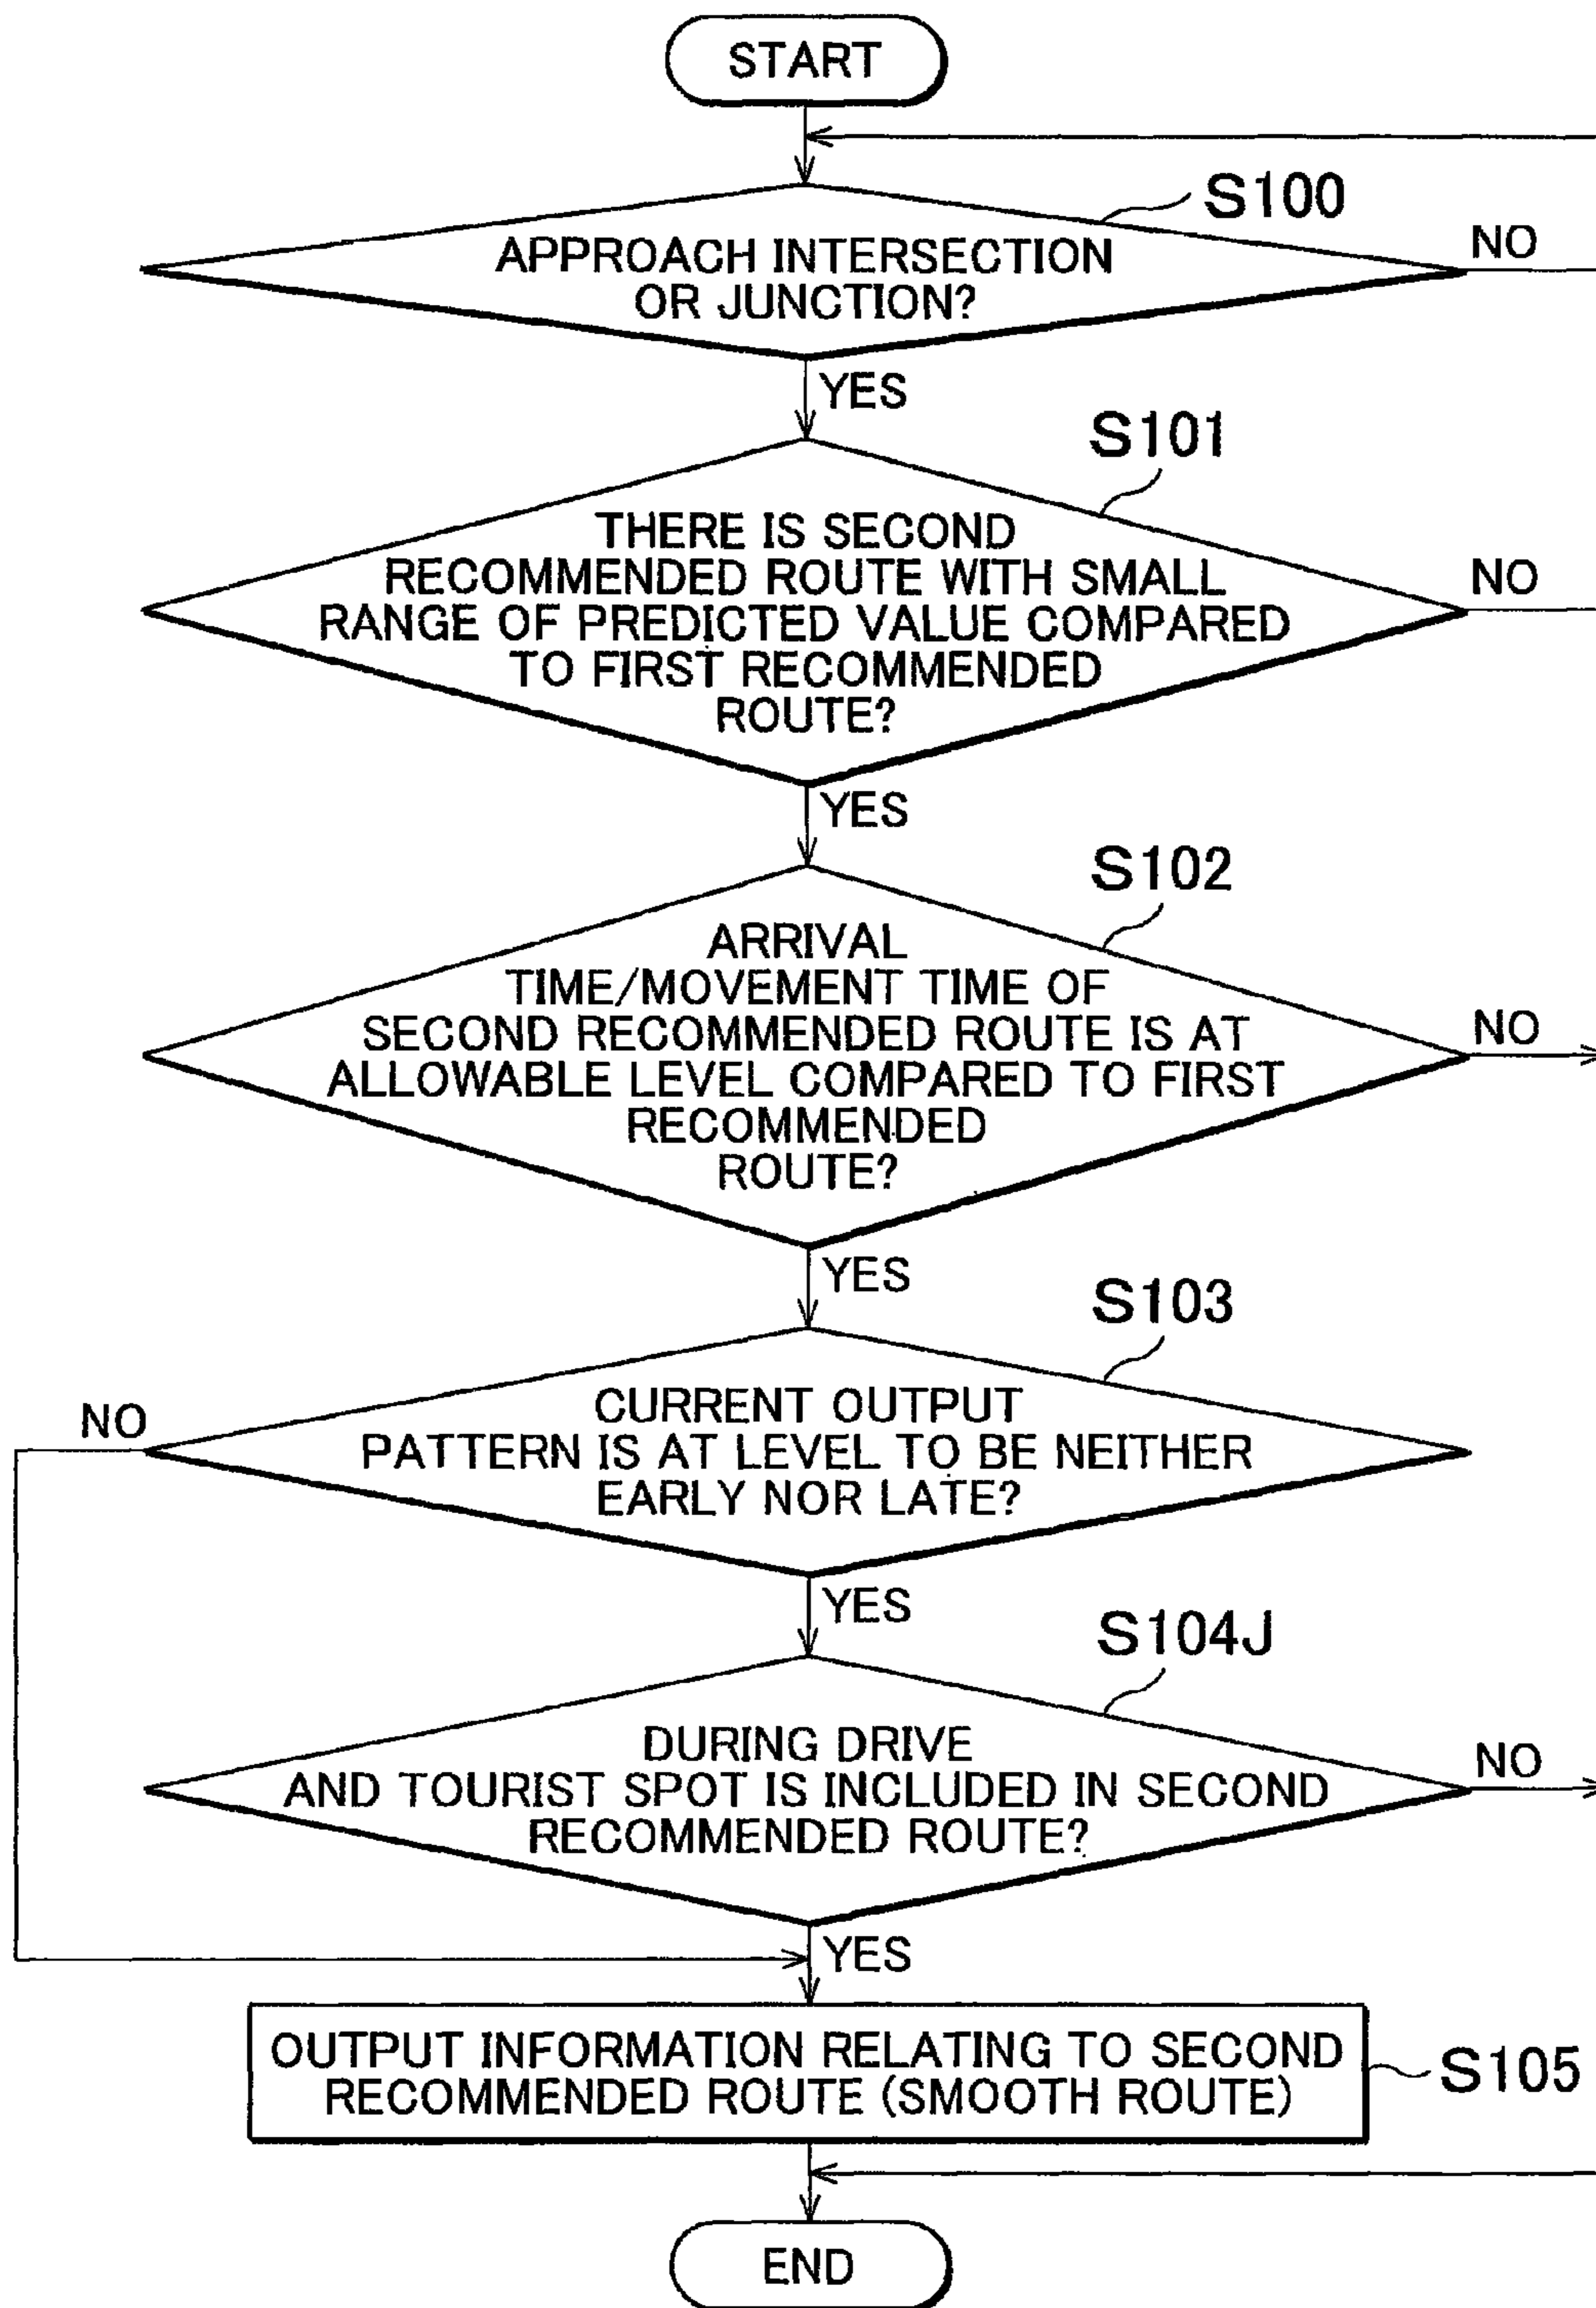 START
S100
APPROACH INTERSECTION
OR JUNCTION?
NO
YES
S101
THERE IS SECOND
RECOMMENDED ROUTE WITH SMALL
RANGE OF PREDICTED VALUE COMPARED
TO FIRST RECOMMENDED
ROUTE?
NO
YES
S102
ARRIVAL
TIME/MOVEMENT TIME OF
SECOND RECOMMENDED ROUTE IS AT
ALLOWABLE LEVEL COMPARED TO FIRST
RECOMMENDED
ROUTE?
NO
YES
S103
CURRENT OUTPUT
PATTERN IS AT LEVEL TO BE NEITHER
EARLY NOR LATE?
NO
YES
S104J
DURING DRIVE
AND TOURIST SPOT IS INCLUDED IN SECOND
RECOMMENDED ROUTE?
NO
YES
OUTPUT INFORMATION RELATING TO SECOND
RECOMMENDED ROUTE (SMOOTH ROUTE)
S105
END